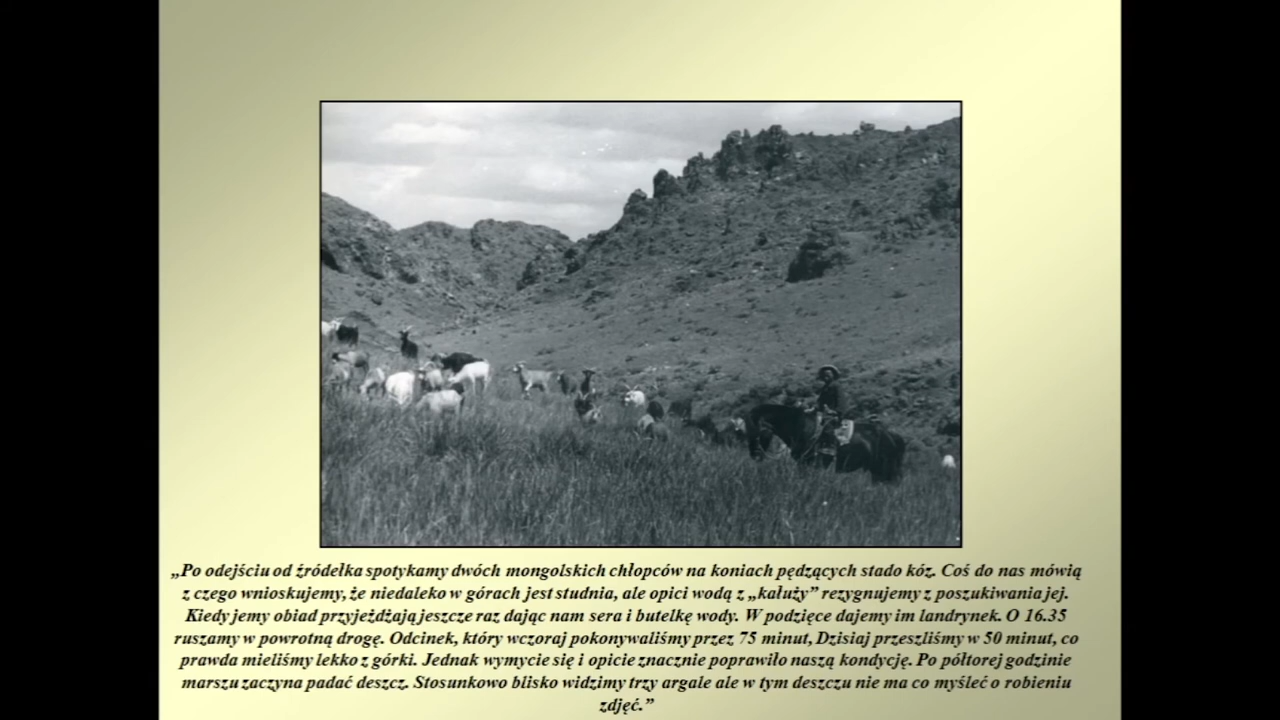 „Po odejściu od źródełka spotykamy dwóch mongolskich chłopców na koniach pędzących stado kóz. Coś do nas mówią
z czego wnioskujemy, że niedaleko w górach jest studnia, ale opici wodą z „kałuży” rezygnujemy z poszukiwania jej.
Kiedy jemy obiad przyjeżdżają jeszcze raz dając nam sera i butelkę wody. W podzięce dajemy im landrynek. O 16.35
ruszamy w powrotną drogę. Odcinek, który wczoraj pokonywaliśmy przez 75 minut, Dzisiaj przeszliśmy w 50 minut, co
prawda mieliśmy lekko z górki. Jednak wymycie się i opicie znacznie poprawiło naszą kondycję. Po półtorej godzinie
marszu zaczyna padać deszcz. Stosunkowo blisko widzimy trzy argale ale w tym deszczu nie ma co myśleć o robieniu
zdjęć.”